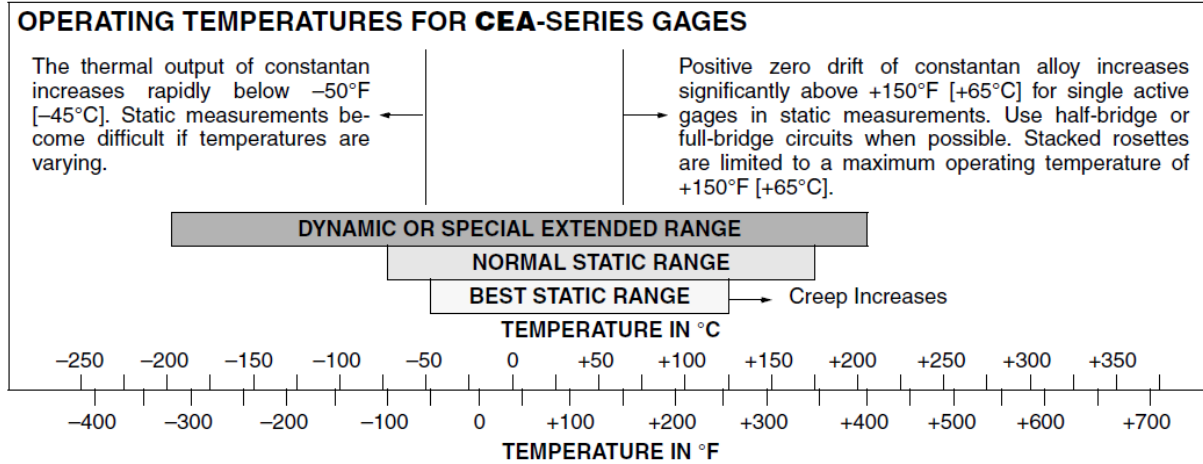 OPERATING TEMPERATURES FOR CEA-SERIES GAGES
The thermal output of constantan
increases rapidly below –50°F
[–45°C]. Static measurements be-
come difficult if temperatures are
varying.
Positive zero drift of constantan alloy increases
significantly above +150°F [+65°C] for single active
gages in static measurements. Use half-bridge or
full-bridge circuits when possible. Stacked rosettes
are limited to a maximum operating temperature of
+150°F [+65°C].
DYNAMIC OR SPECIAL EXTENDED RANGE
NORMAL STATIC RANGE
BEST STATIC RANGE
Creep Increases
TEMPERATURE IN °C
–250 –200 –150 –100 –50 0 +50 +100 +150 +200 +250 +300 +350
–400 –300 –200 –100 0 +100 +200 +300 +400 +500 +600 +700
TEMPERATURE IN °F